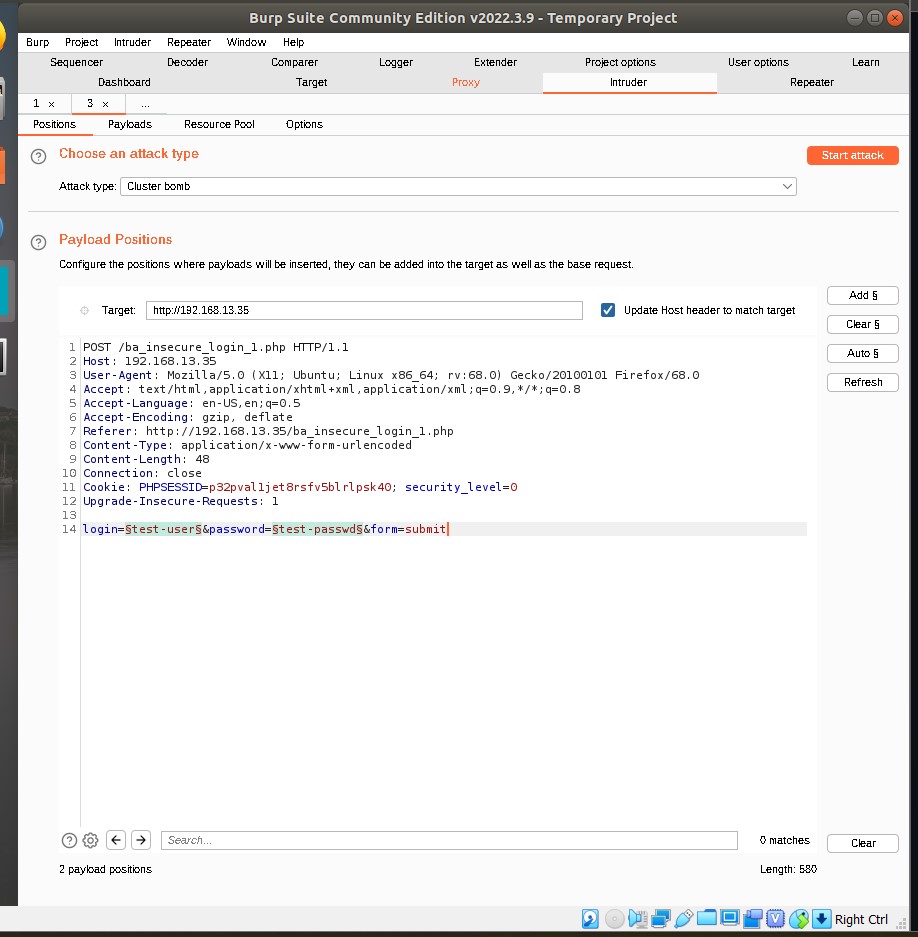 Burp Suite Community Edition v2022.3.9 - Temporary Project
Burp Project Intruder Repeater Window Help
Sequencer Decoder Comparer Logger Extender Project options User options Learn
Dashboard Target Proxy Intruder Repeater
1 × 3 × ...
Positions Payloads Resource Pool Options
? Choose an attack type
Start attack
Attack type: Cluster bomb
? Payload Positions
Configure the positions where payloads will be inserted, they can be added into the target as well as the base request.
Target: http://192.168.13.35
Update Host header to match target
Add §
Clear §
Auto §
Refresh
1 POST /ba_insecure_login_1.php HTTP/1.1
2 Host: 192.168.13.35
3 User-Agent: Mozilla/5.0 (X11; Ubuntu; Linux x86_64; rv:68.0) Gecko/20100101 Firefox/68.0
4 Accept: text/html,application/xhtml+xml,application/xml;q=0.9,*/*;q=0.8
5 Accept-Language: en-US,en;q=0.5
6 Accept-Encoding: gzip, deflate
7 Referer: http://192.168.13.35/ba_insecure_login_1.php
8 Content-Type: application/x-www-form-urlencoded
9 Content-Length: 48
10 Connection: close
11 Cookie: PHPSESSID=p32pval1jet8rsfv5blrlpsk40; security_level=0
12 Upgrade-Insecure-Requests: 1
13
14 login=§test-user§&password=§test-passwd§&form=submit
? Search... 0 matches Clear
2 payload positions Length: 580
Right Ctrl